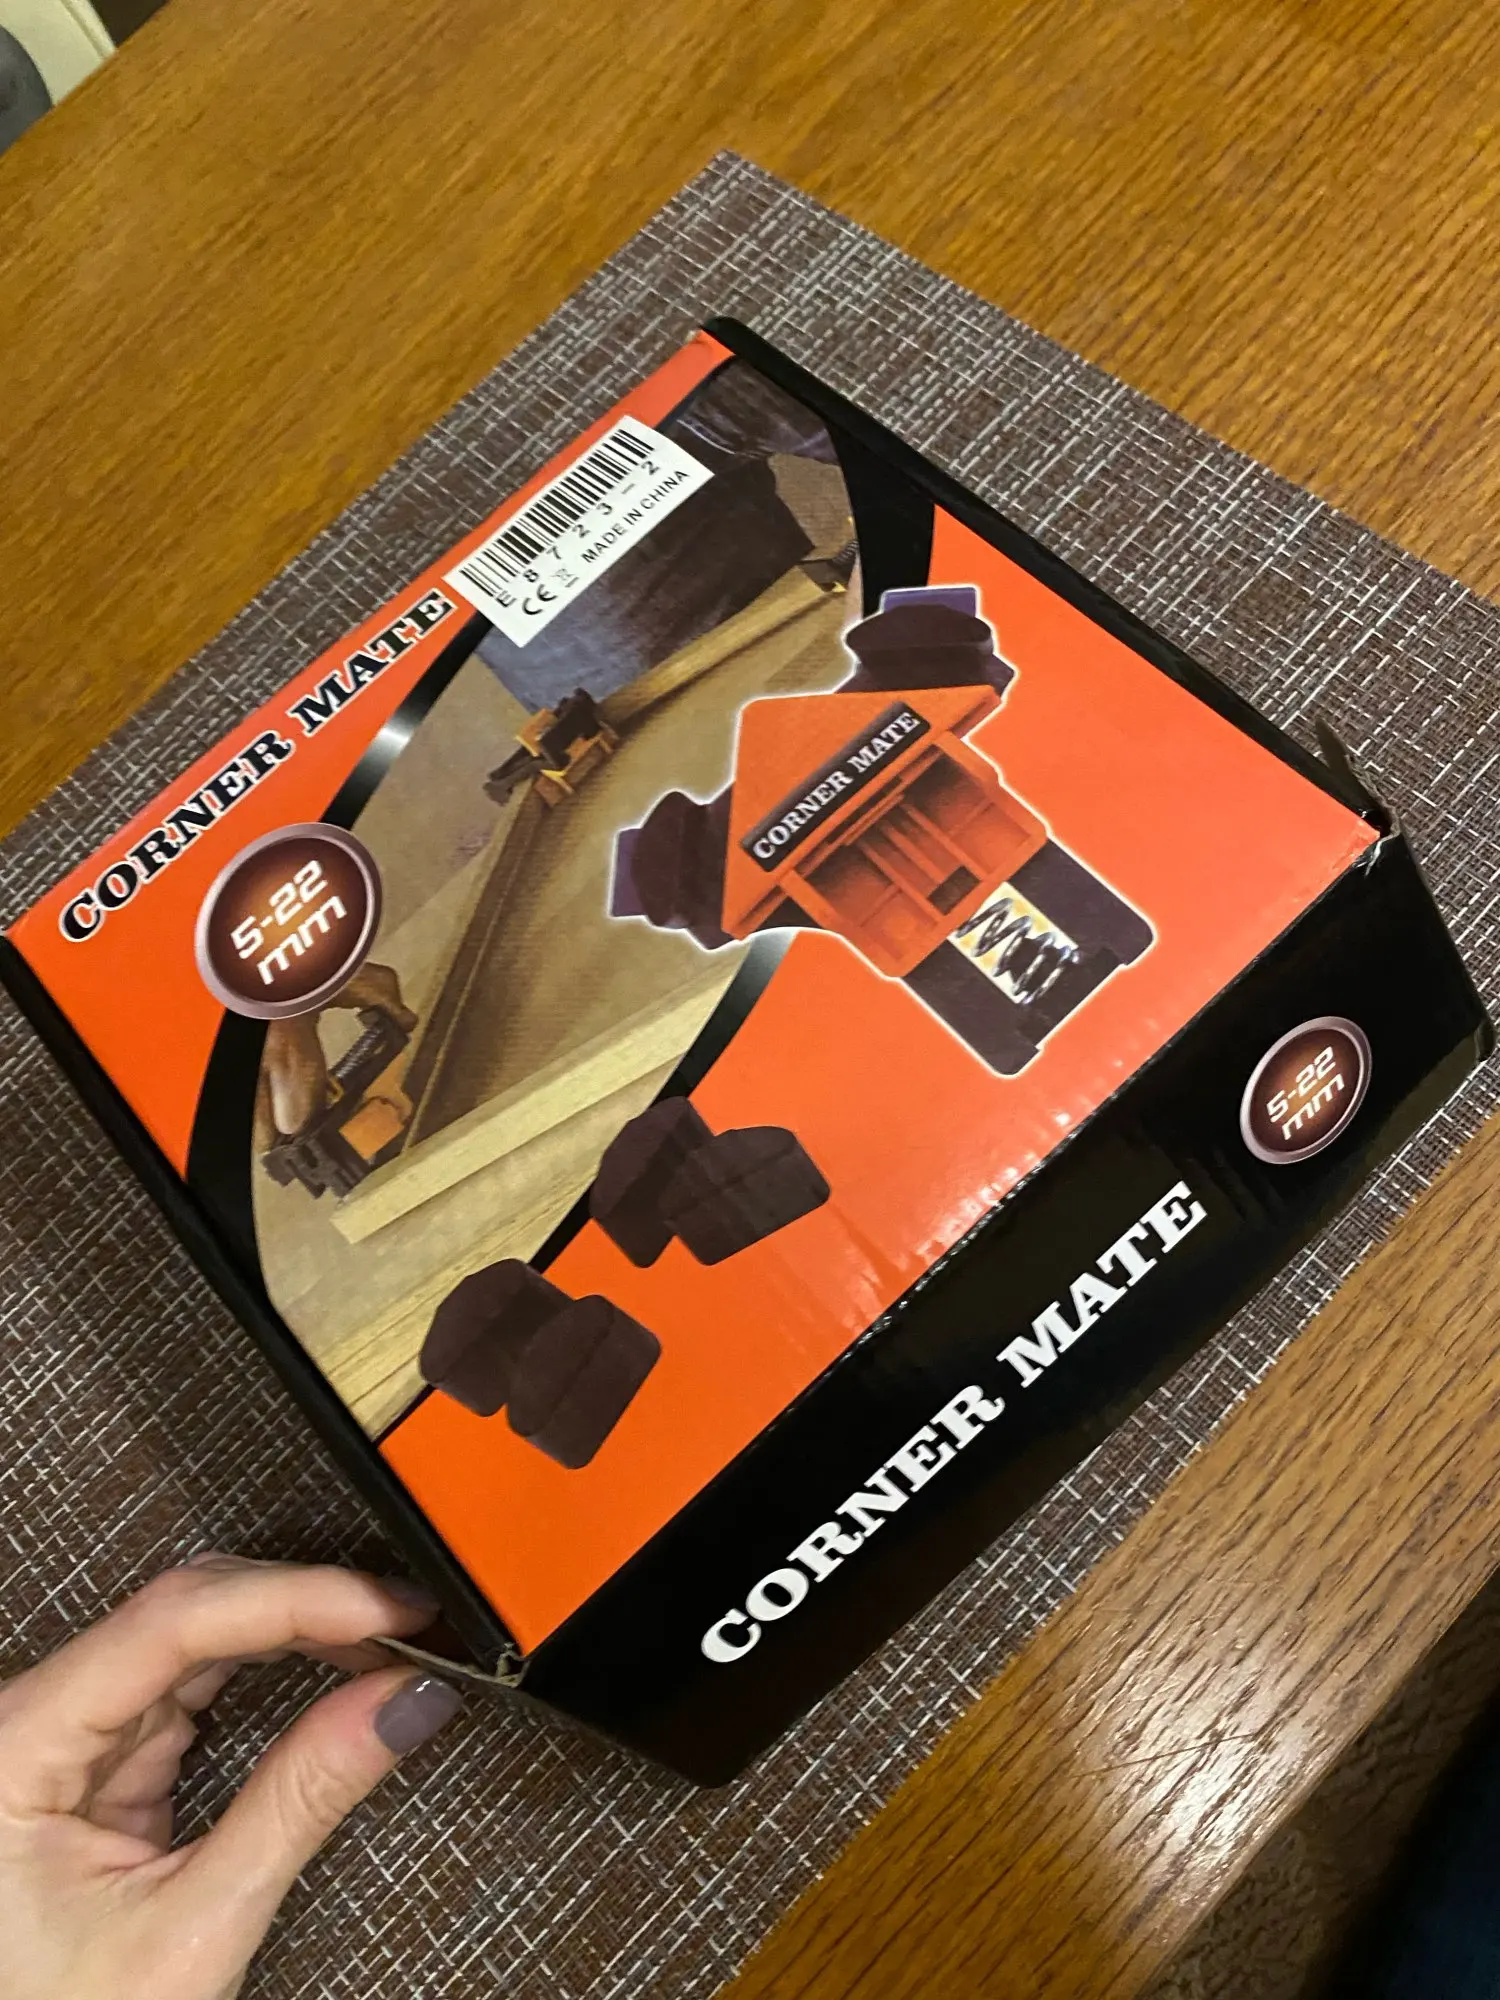 E 8 7 2 3 - 2
CE MADE IN CHINA
CORNER MATE
5-22
mm
CORNER MATE
5-22
mm
CORNER MATE